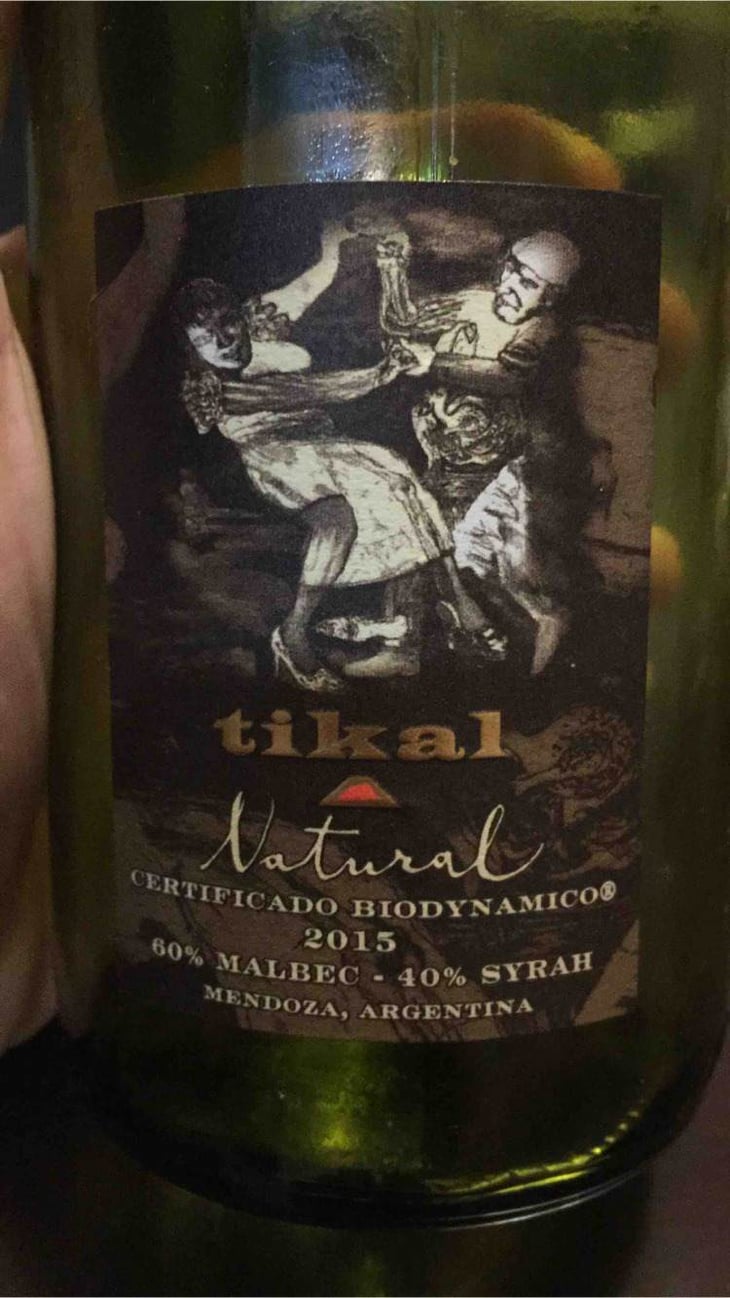 tikal
Natural
CERTIFICADO BIODYNAMICO®
2015
60% MALBEC - 40% SYRAH
MENDOZA, ARGENTINA